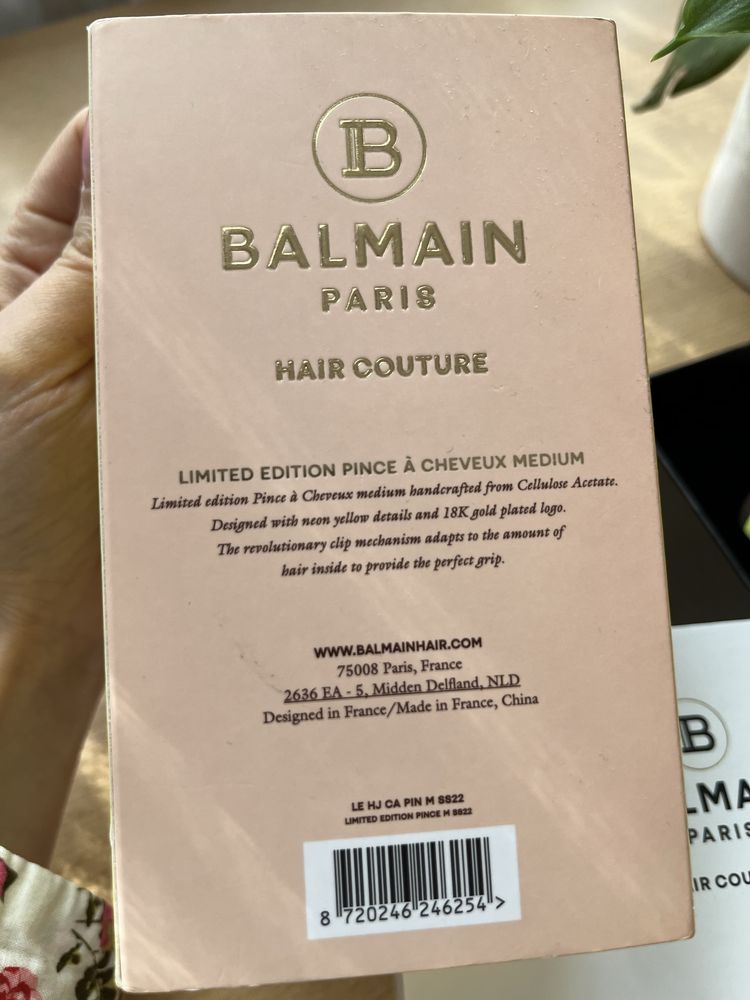 B
BALMAIN
PARIS
HAIR COUTURE
LIMITED EDITION PINCE À CHEVEUX MEDIUM
Limited edition Pince à Cheveux medium handcrafted from Cellulose Acetate.
Designed with neon yellow details and 18K gold plated logo.
The revolutionary clip mechanism adapts to the amount of
hair inside to provide the perfect grip.
WWW.BALMAINHAIR.COM
75008 Paris, France
2636 EA - 5, Midden Delfland, NLD
Designed in France/Made in France, China
LE HJ CA PIN M SS22
LIMITED EDITION PINCE M SS22
8 720246 246254 >
B
LMA
PARIS
IR COU